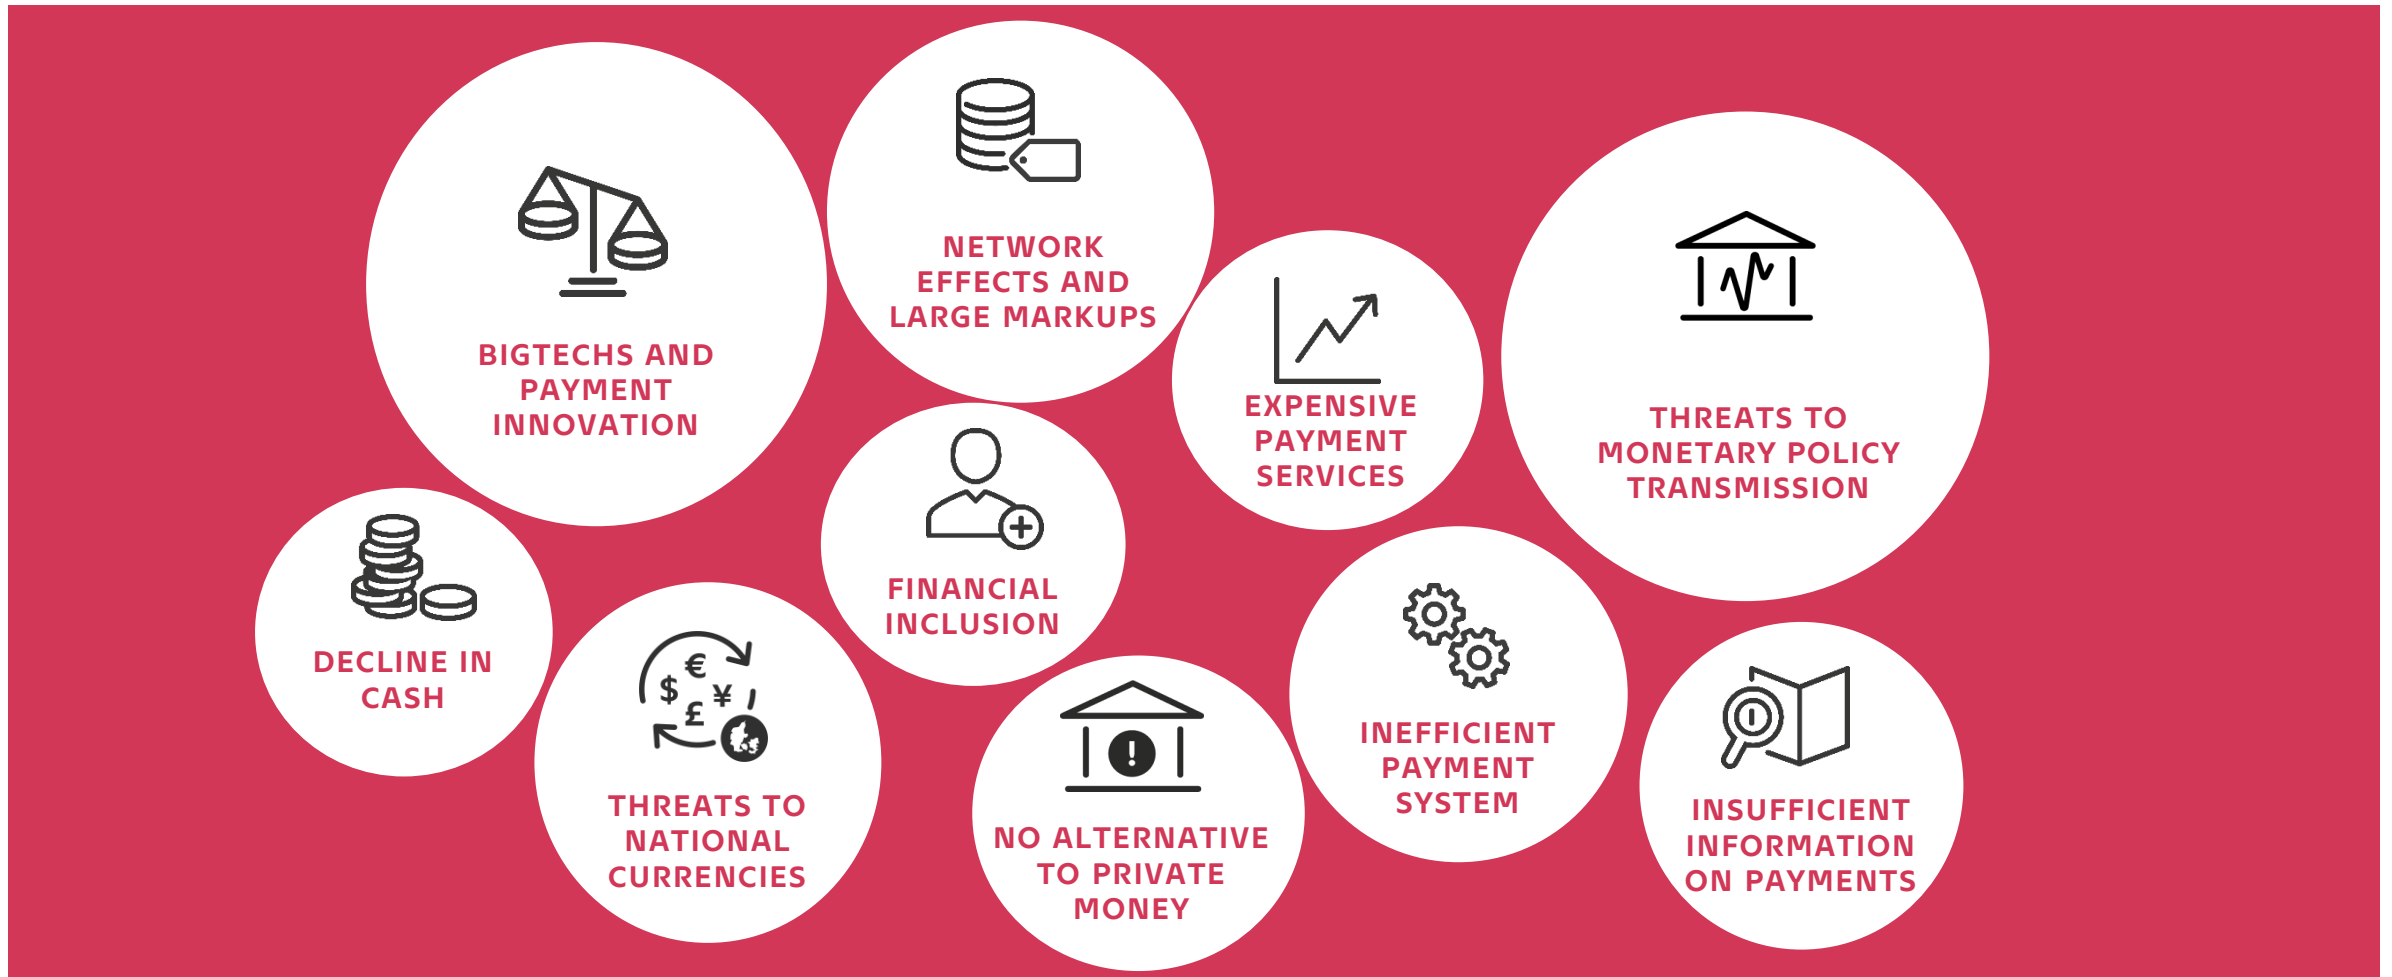 BIGTECHS AND
PAYMENT
INNOVATION
NETWORK
EFFECTS AND
LARGE MARKUPS
EXPENSIVE
PAYMENT
SERVICES
THREATS TO
MONETARY POLICY
TRANSMISSION
DECLINE IN
CASH
€
$ ¥
£
THREATS TO
NATIONAL
CURRENCIES
FINANCIAL
INCLUSION
!
NO ALTERNATIVE
TO PRIVATE
MONEY
INEFFICIENT
PAYMENT
SYSTEM
INSUFFICIENT
INFORMATION
ON PAYMENTS